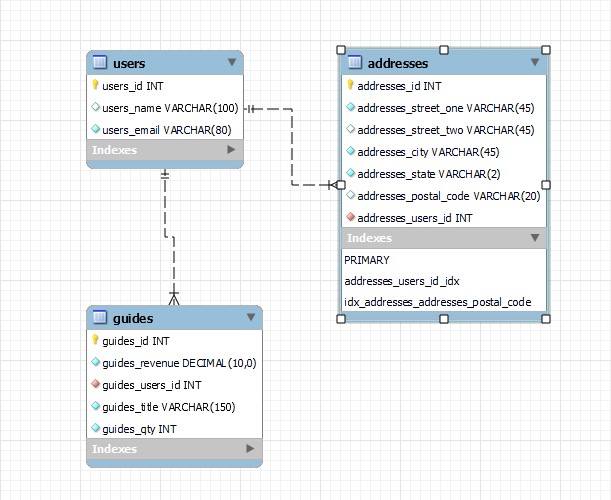 users
users_id INT
users_name VARCHAR(100)
users_email VARCHAR(80)
Indexes
addresses
addresses_id INT
addresses_street_one VARCHAR(45)
addresses_street_two VARCHAR(45)
addresses_city VARCHAR(45)
addresses_state VARCHAR(2)
addresses_postal_code VARCHAR(20)
addresses_users_id INT
Indexes
PRIMARY
addresses_users_id_idx
idx_addresses_addresses_postal_code
guides
guides_id INT
guides_revenue DECIMAL(10,0)
guides_users_id INT
guides_title VARCHAR(150)
guides_qty INT
Indexes